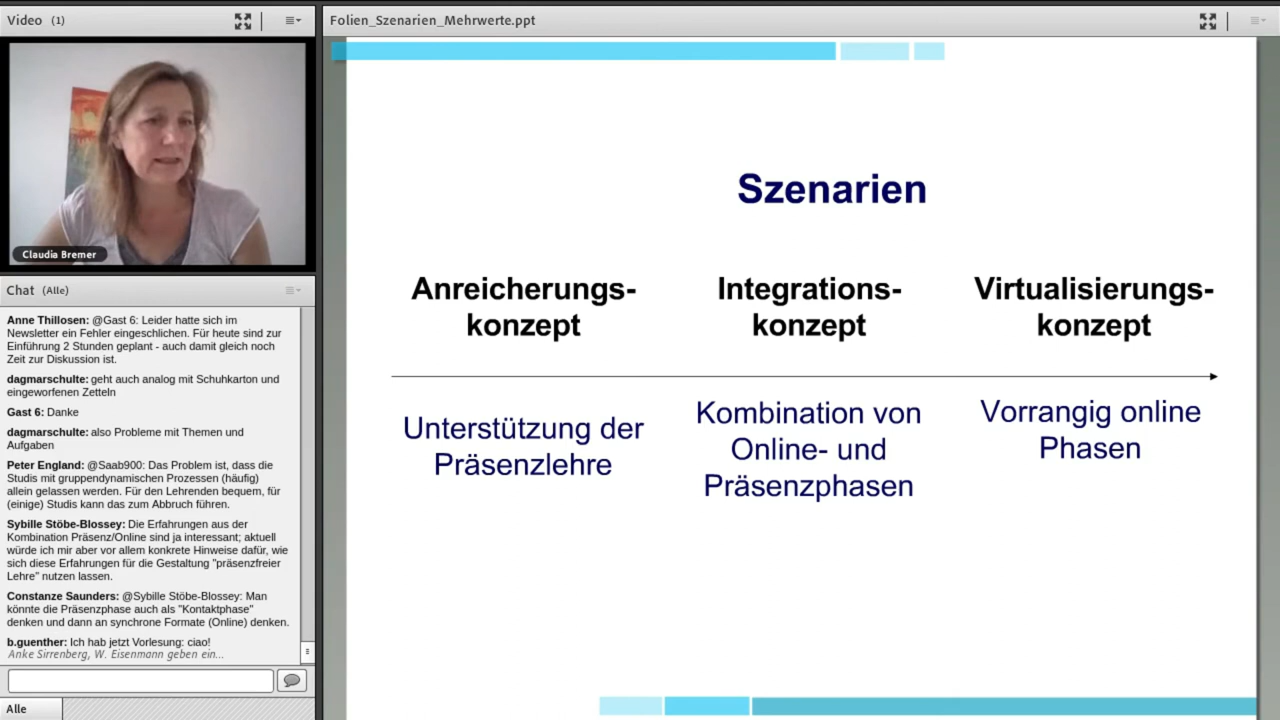 Video (1)
Claudia Bremer
Chat (Alle)
Anne Thillosen: @Gast 6: Leider hatte sich im
Newsletter ein Fehler eingeschlichen. Für heute sind zur
Einführung 2 Stunden geplant - auch damit gleich noch
Zeit zur Diskussion ist.
dagmarschulte: geht auch analog mit Schuhkarton und
eingeworfenen Zetteln
Gast 6: Danke
dagmarschulte: also Probleme mit Themen und
Aufgaben
Peter England: @Saab900: Das Problem ist, dass die
Studis mit gruppendynamischen Prozessen (häufig)
allein gelassen werden. Für den Lehrenden bequem, für
(einige) Studis kann das zum Abbruch führen.
Sybille Stöbe-Blossey: Die Erfahrungen aus der
Kombination Präsenz/Online sind ja interessant; aktuell
würde ich mir aber vor allem konkrete Hinweise dafür, wie
sich diese Erfahrungen für die Gestaltung "präsenzfreier
Lehre" nutzen lassen.
Constanze Saunders: @Sybille Stöbe-Blossey: Man
könnte die Präsenzphase auch als "Kontaktphase"
denken und dann an synchrone Formate (Online) denken.
b.guenther: Ich hab jetzt Vorlesung: ciao!
Anke Sirrenberg, W. Eisenmann geben ein...
Alle
Folien_Szenarien_Mehrwerte.ppt
Szenarien
Anreicherungs-
konzept
Integrations-
konzept
Virtualisierungs-
konzept
Unterstützung der
Präsenzlehre
Kombination von
Online- und
Präsenzphasen
Vorrangig online
Phasen